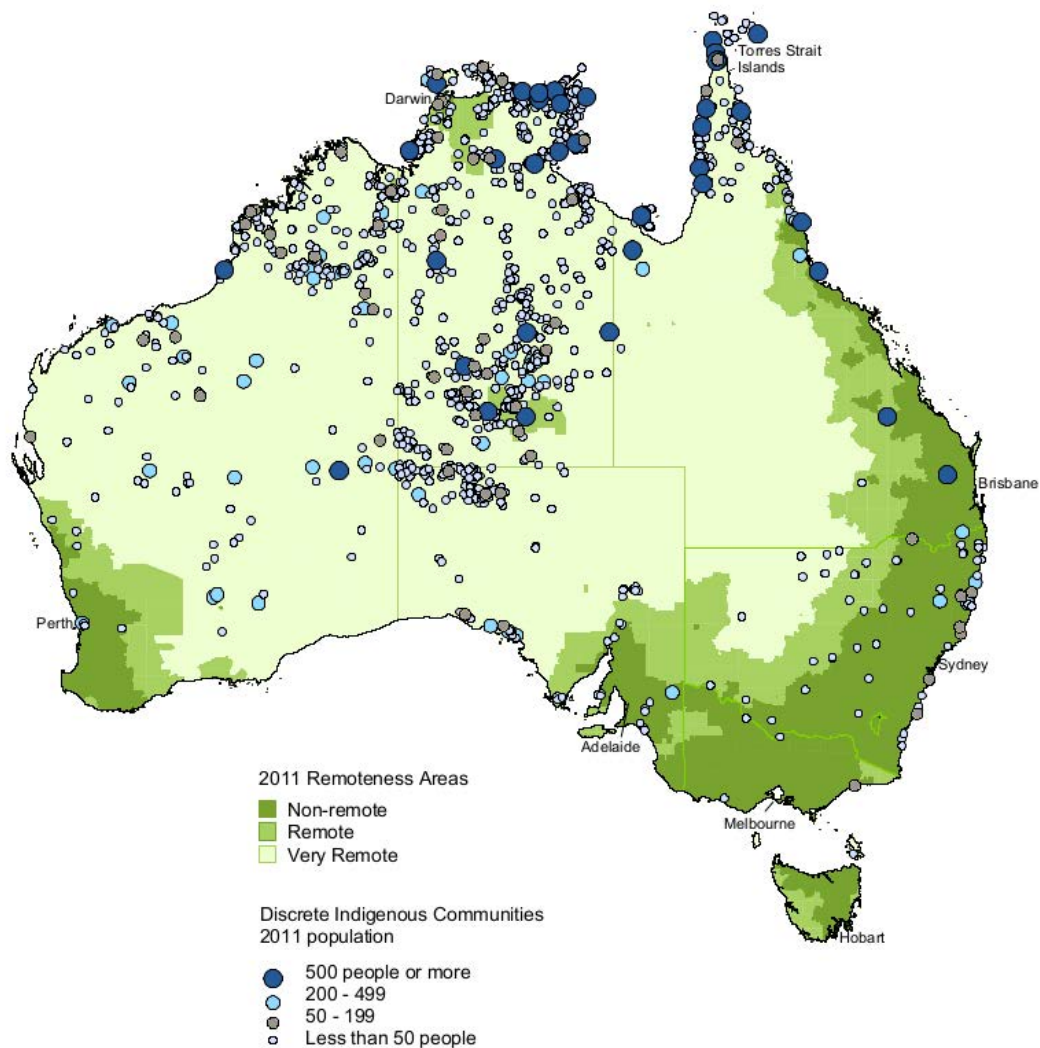 Torres Strait
Islands
Darwin
Brisbane
Perth
Sydney
Adelaide
2011 Remoteness Areas
Non-remote
Remote
Very Remote
Melbourne
Discrete Indigenous Communities
2011 population
Hobart
500 people or more
200 - 499
50 - 199
Less than 50 people